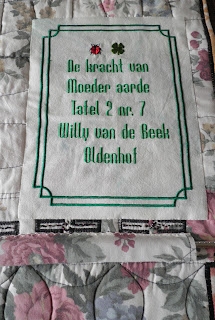 De kracht van
Moeder aarde
Tafel 2 nr. 7
Willy van de Beek
Oldenhof